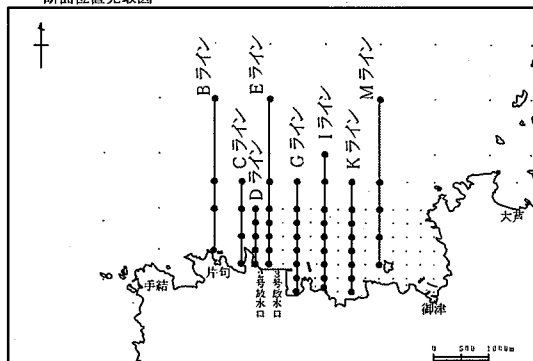 断面位置見取図
Bライン
Cライン
Dライン
Eライン
Gライン
Iライン
Kライン
Mライン
大芦
手結
片句
2号放水口
3号放水口
御津
0 500 1000m